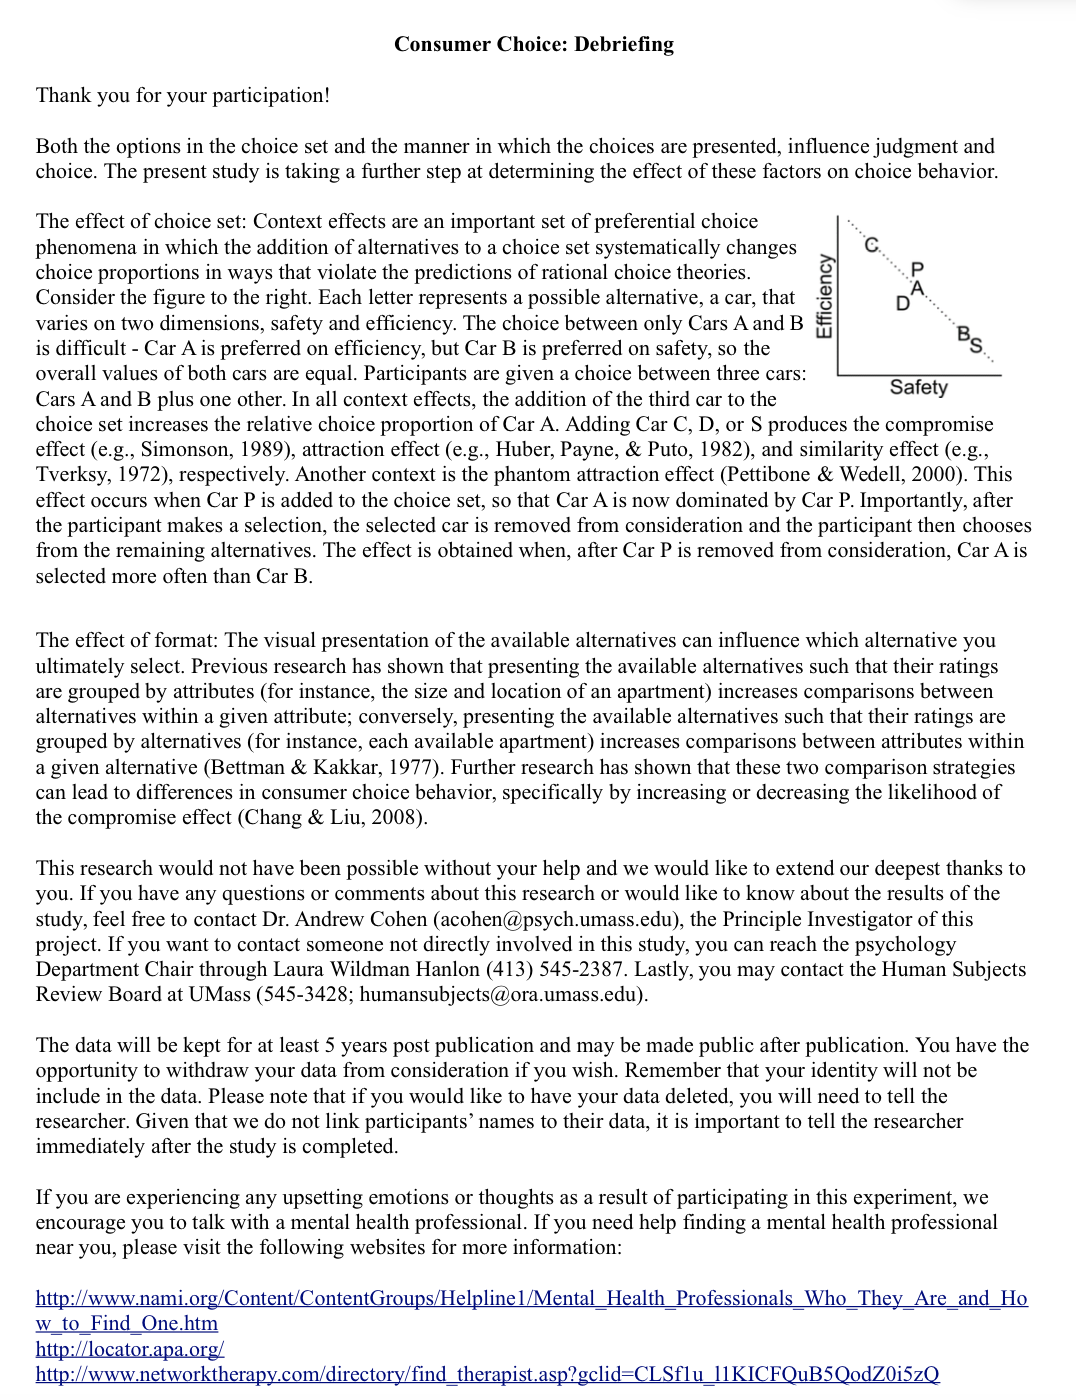 Consumer Choice: Debriefing
Thank you for your participation!
Both the options in the choice set and the manner in which the choices are presented, influence judgment and
choice. The present study is taking a further step at determining the effect of these factors on choice behavior.
The effect of choice set: Context effects are an important set of preferential choice
phenomena in which the addition of alternatives to a choice set systematically changes
choice proportions in ways that violate the predictions of rational choice theories.
Consider the figure to the right. Each letter represents a possible alternative, a car, that
varies on two dimensions, safety and efficiency. The choice between only Cars A and B
is difficult - Car A is preferred on efficiency, but Car B is preferred on safety, so the
overall values of both cars are equal. Participants are given a choice between three cars:
Cars A and B plus one other. In all context effects, the addition of the third car to the
Efficiency
C
P
A
D
B
S
Safety
choice set increases the relative choice proportion of Car A. Adding Car C, D, or S produces the compromise
effect (e.g., Simonson, 1989), attraction effect (e.g., Huber, Payne, & Puto, 1982), and similarity effect (e.g.,
Tverksy, 1972), respectively. Another context is the phantom attraction effect (Pettibone & Wedell, 2000). This
effect occurs when Car P is added to the choice set, so that Car A is now dominated by Car P. Importantly, after
the participant makes a selection, the selected car is removed from consideration and the participant then chooses
from the remaining alternatives. The effect is obtained when, after Car P is removed from consideration, Car A is
selected more often than Car B.
The effect of format: The visual presentation of the available alternatives can influence which alternative you
ultimately select. Previous research has shown that presenting the available alternatives such that their ratings
are grouped by attributes (for instance, the size and location of an apartment) increases comparisons between
alternatives within a given attribute; conversely, presenting the available alternatives such that their ratings are
grouped by alternatives (for instance, each available apartment) increases comparisons between attributes within
a given alternative (Bettman & Kakkar, 1977). Further research has shown that these two comparison strategies
can lead to differences in consumer choice behavior, specifically by increasing or decreasing the likelihood of
the compromise effect (Chang & Liu, 2008).
This research would not have been possible without your help and we would like to extend our deepest thanks to
you. If you have any questions or comments about this research or would like to know about the results of the
study, feel free to contact Dr. Andrew Cohen (acohen@psych.umass.edu), the Principle Investigator of this
project. If you want to contact someone not directly involved in this study, you can reach the psychology
Department Chair through Laura Wildman Hanlon (413) 545-2387. Lastly, you may contact the Human Subjects
Review Board at UMass (545-3428; humansubjects@ora.umass.edu).
The data will be kept for at least 5 years post publication and may be made public after publication. You have the
opportunity to withdraw your data from consideration if you wish. Remember that your identity will not be
include in the data. Please note that if you would like to have your data deleted, you will need to tell the
researcher. Given that we do not link participants’ names to their data, it is important to tell the researcher
immediately after the study is completed.
If you are experiencing any upsetting emotions or thoughts as a result of participating in this experiment, we
encourage you to talk with a mental health professional. If you need help finding a mental health professional
near you, please visit the following websites for more information:
http://www.nami.org/Content/ContentGroups/Helpline1/Mental_Health_Professionals_Who_They_Are_and_Ho
w_to_Find_One.htm
http://locator.apa.org/
http://www.networktherapy.com/directory/find_therapist.asp?gclid=CLSf1u_l1KICFQuB5QodZ0i5zQ